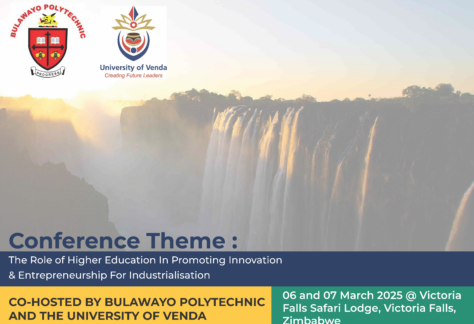 BULAWAYO POLYTECHNIC
PROGRESS
University of Venda
Creating Future Leaders
Conference Theme :
The Role of Higher Education In Promoting Innovation
& Entrepreneurship For Industrialisation
CO-HOSTED BY BULAWAYO POLYTECHNIC
AND THE UNIVERSITY OF VENDA
06 and 07 March 2025 @ Victoria
Falls Safari Lodge, Victoria Falls,
Zimbabwe